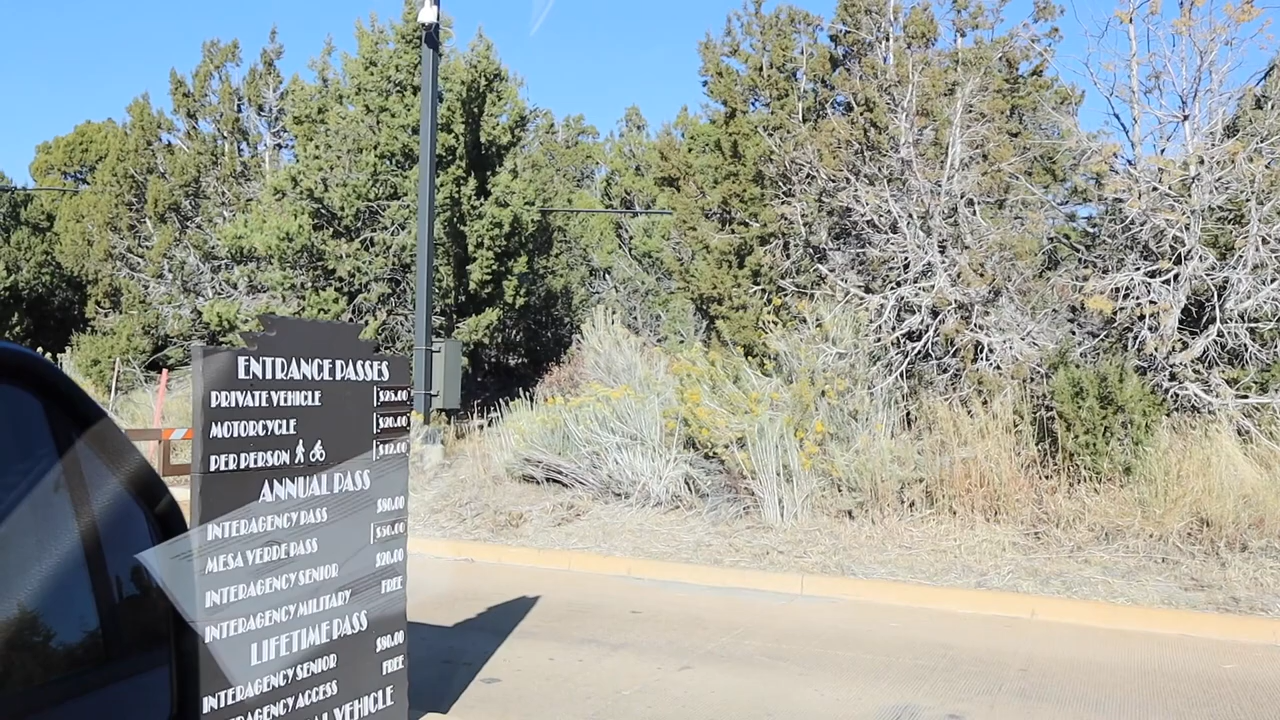 ENTRANCE PASSES
PRIVATE VEHICLE $25.00
MOTORCYCLE $20.00
PER PERSON $12.00
ANNUAL PASS
INTERAGENCY PASS $80.00
MESA VERDE PASS $50.00
INTERAGENCY SENIOR $20.00
INTERAGENCY MILITARY FREE
LIFETIME PASS
INTERAGENCY SENIOR $80.00
INTERAGENCY ACCESS FREE
VEHICLE